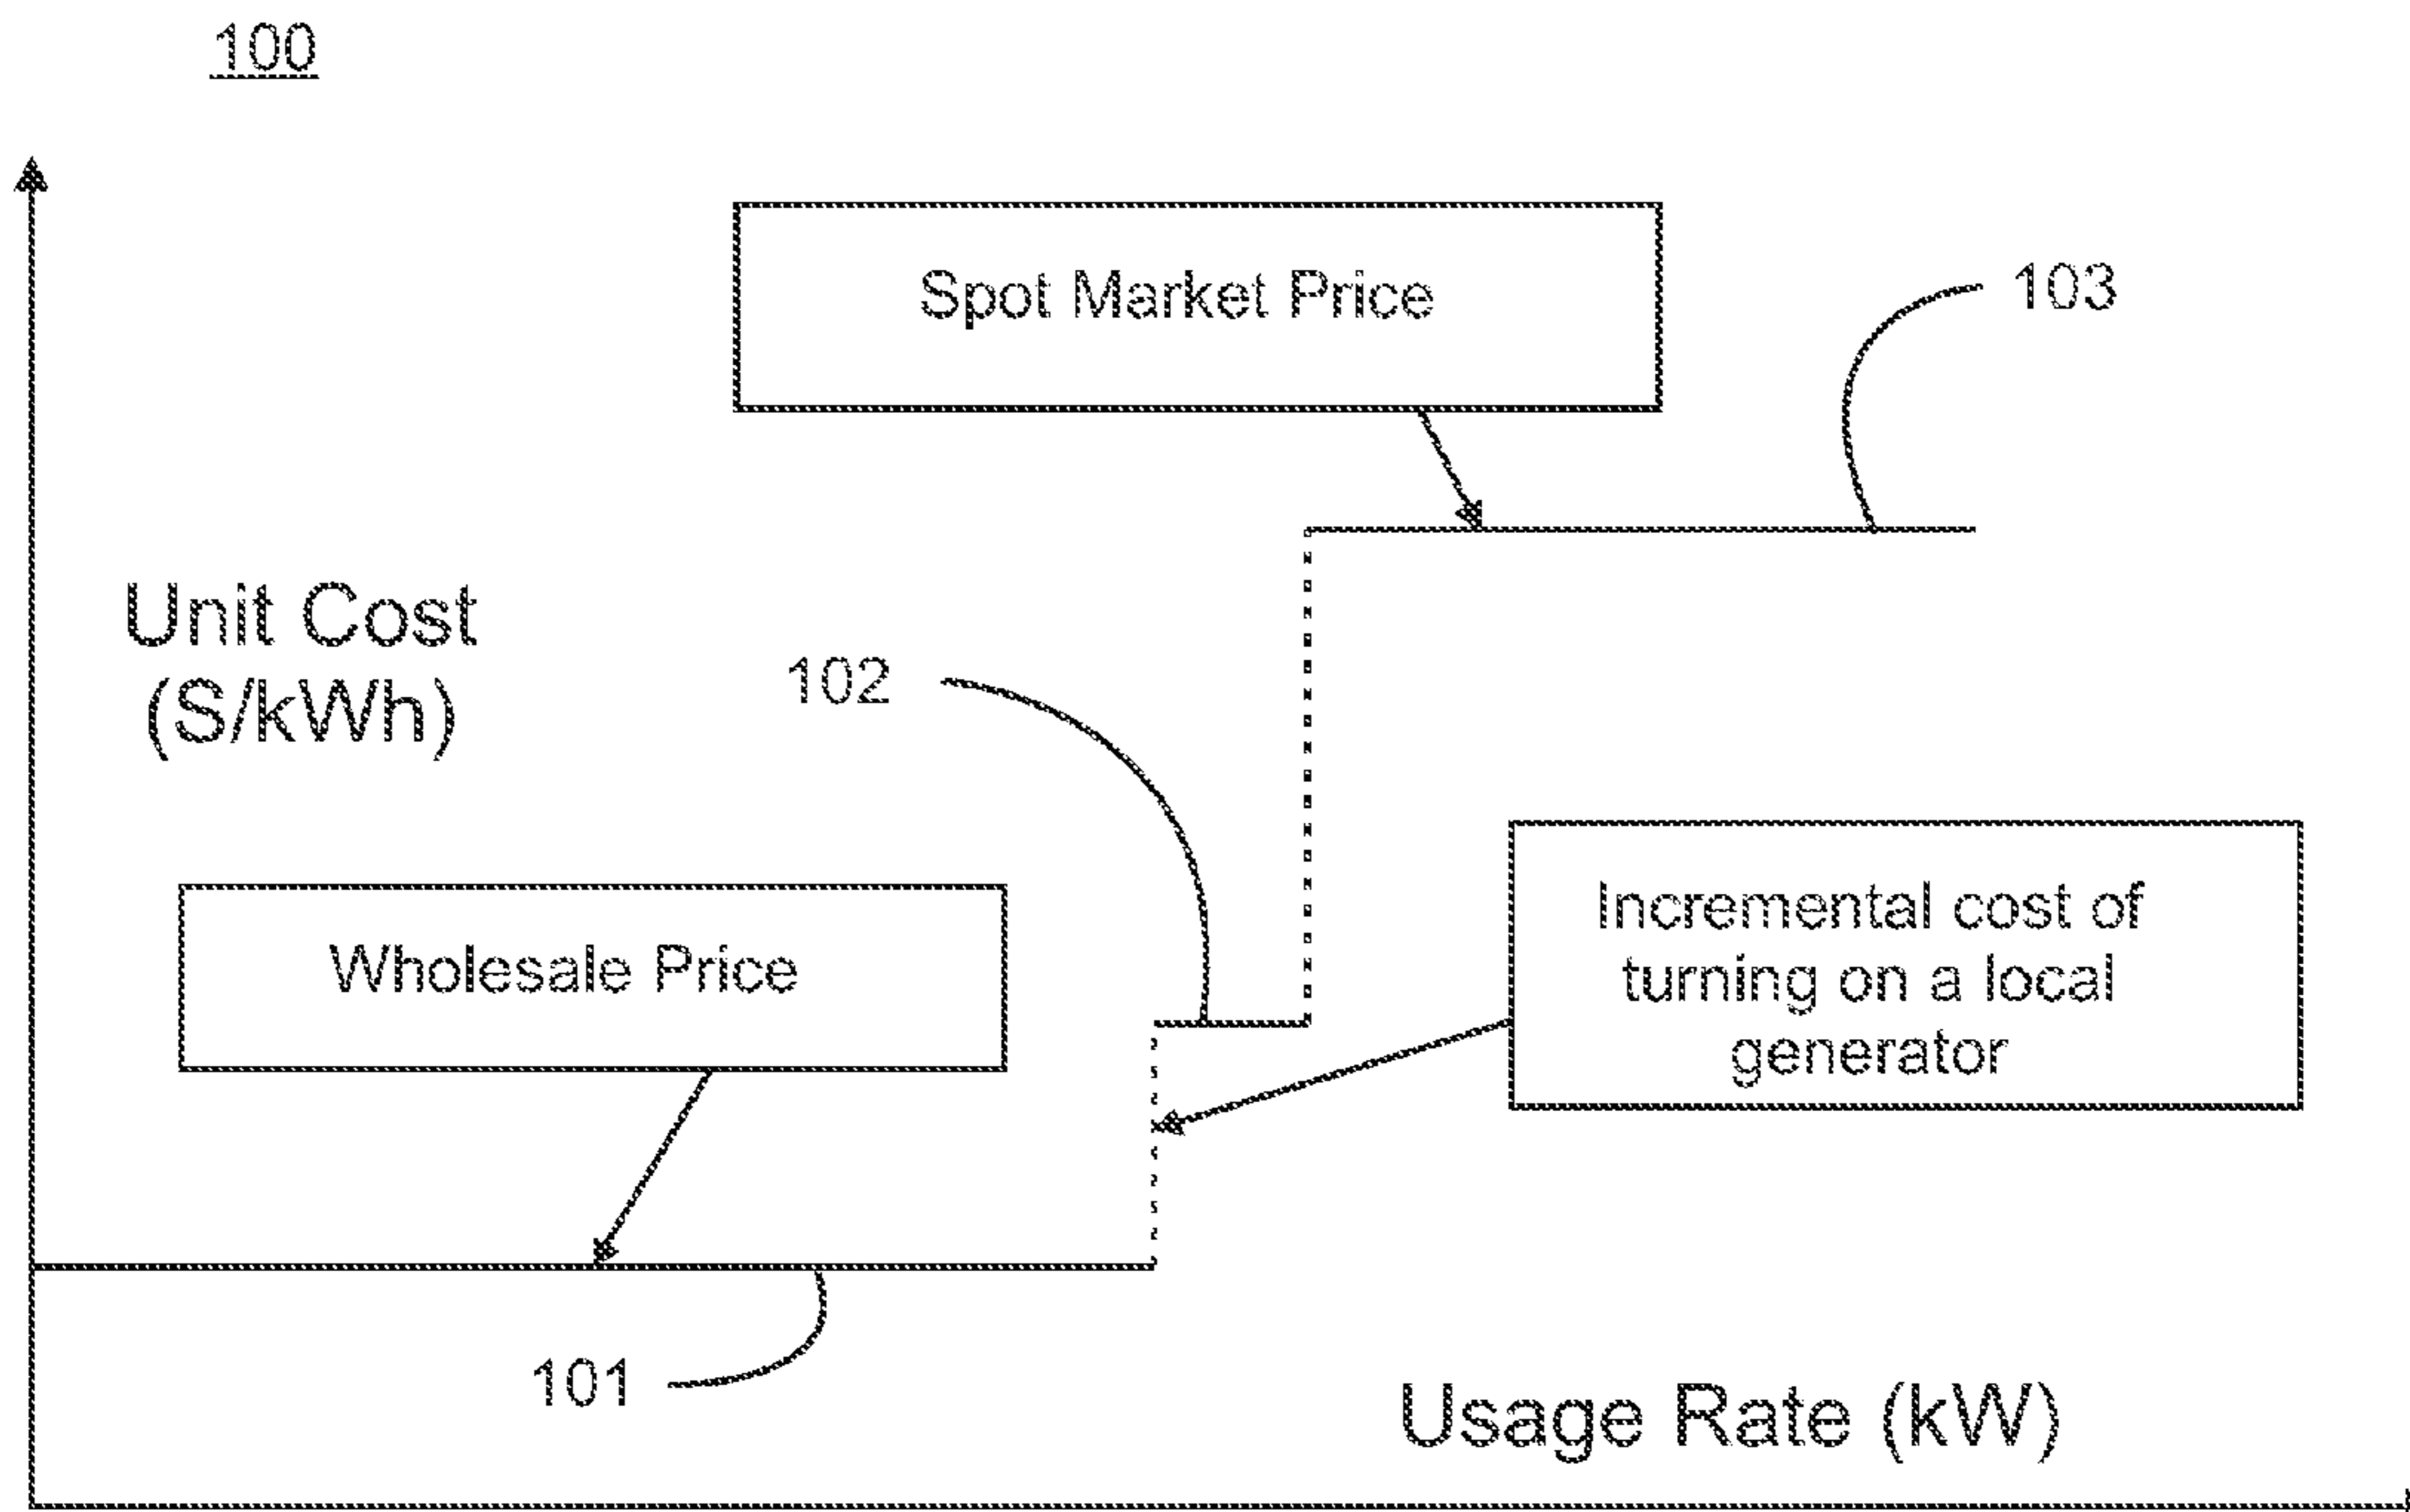 100
Spot Market Price
103
Unit Cost
(S/kWh)
102
Wholesale Price
Incremental cost of
turning on a local
generator
101
Usage Rate (kW)